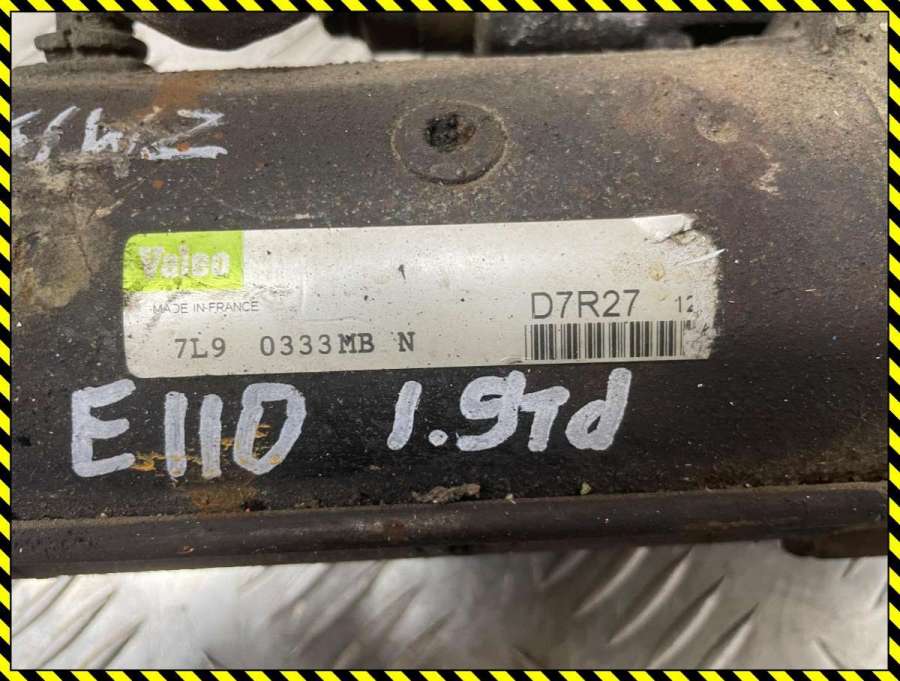 Valeo
MADE IN FRANCE
D7R27 12
7L9 0333MB N
E110 1.9Td